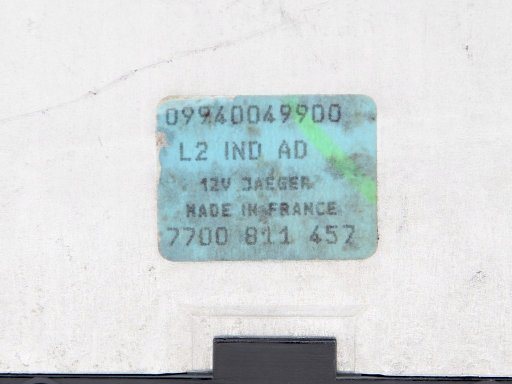 09940049900
L2 IND AD
12V JAEGER
MADE IN FRANCE
7700 811 457